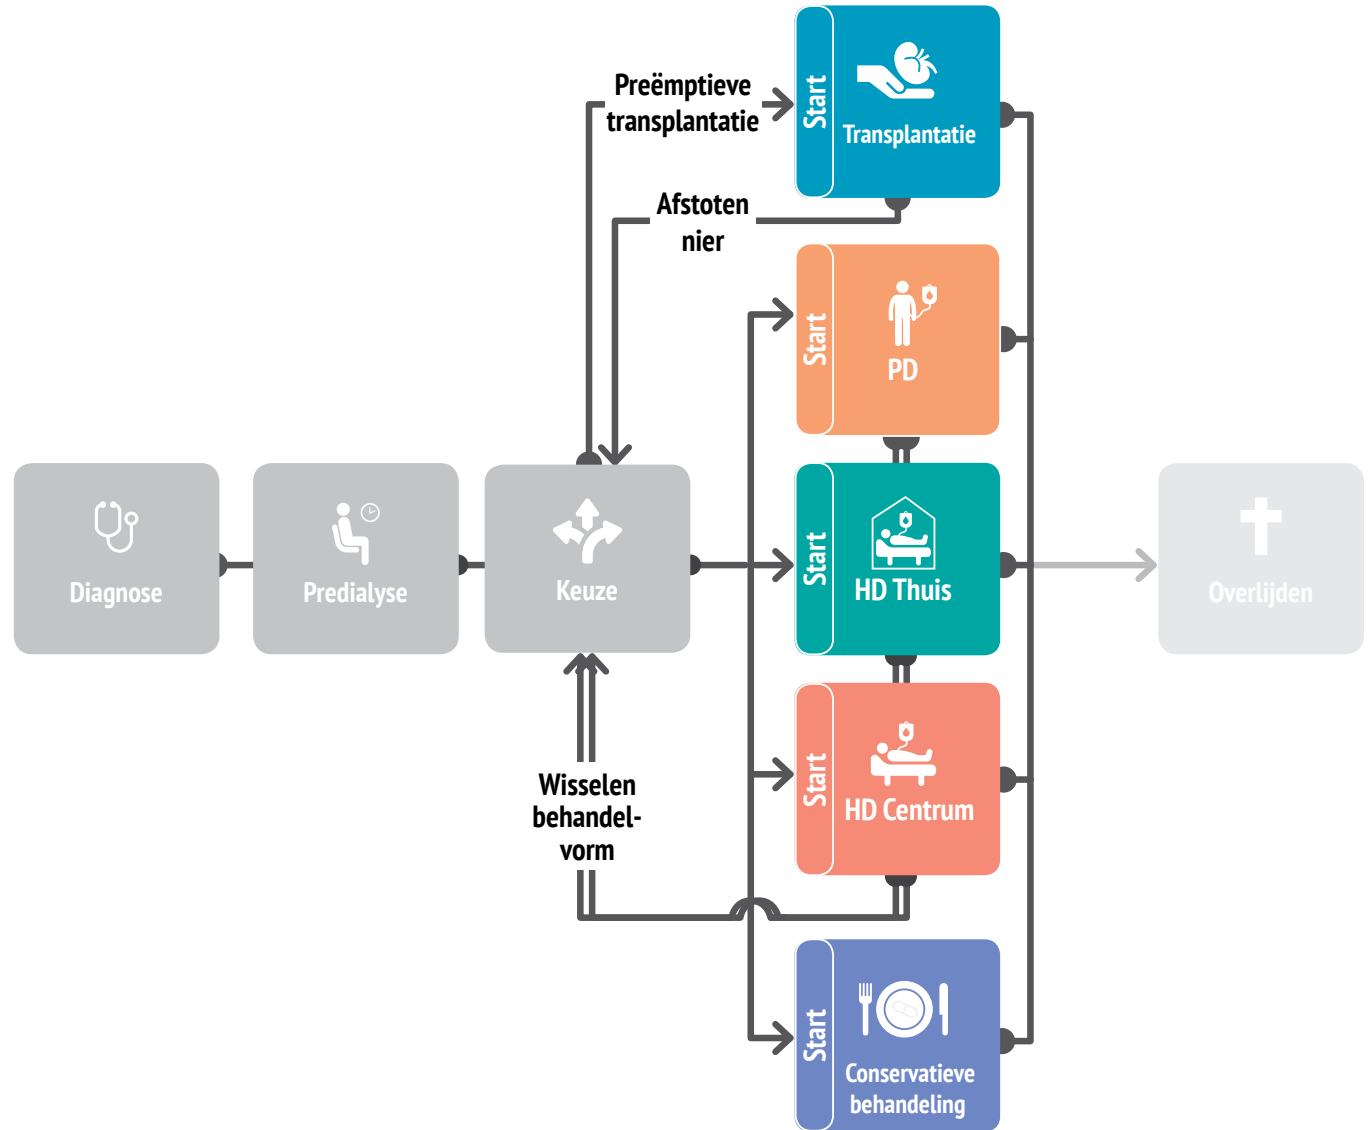 Preëmptieve
transplantatie
Start
Transplantatie
Afstoten
nier
Start
PD
Diagnose
Predialyse
Keuze
Start
HD Thuis
Overlijden
Wisselen
behandel-
vorm
Start
HD Centrum
Start
Conservatieve
behandeling